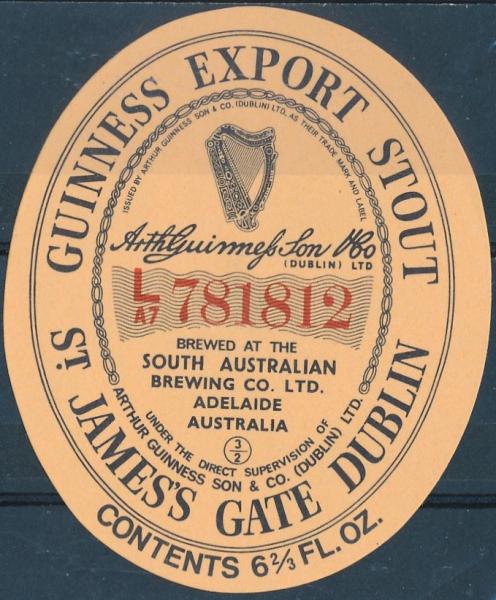 GUINNESS EXPORT STOUT
ISSUED BY ARTHUR GUINNESS SON & CO. (DUBLIN) LTD. AS THEIR TRADE MARK AND LABEL
Arth Guinness Son & Co
(DUBLIN) LTD
L
A7
781812
BREWED AT THE
SOUTH AUSTRALIAN
BREWING CO. LTD.
ADELAIDE
AUSTRALIA
3/2
UNDER THE DIRECT SUPERVISION OF
ARTHUR GUINNESS SON & CO. (DUBLIN) LTD.
ST. JAMES'S GATE DUBLIN
CONTENTS 6⅔ FL. OZ.